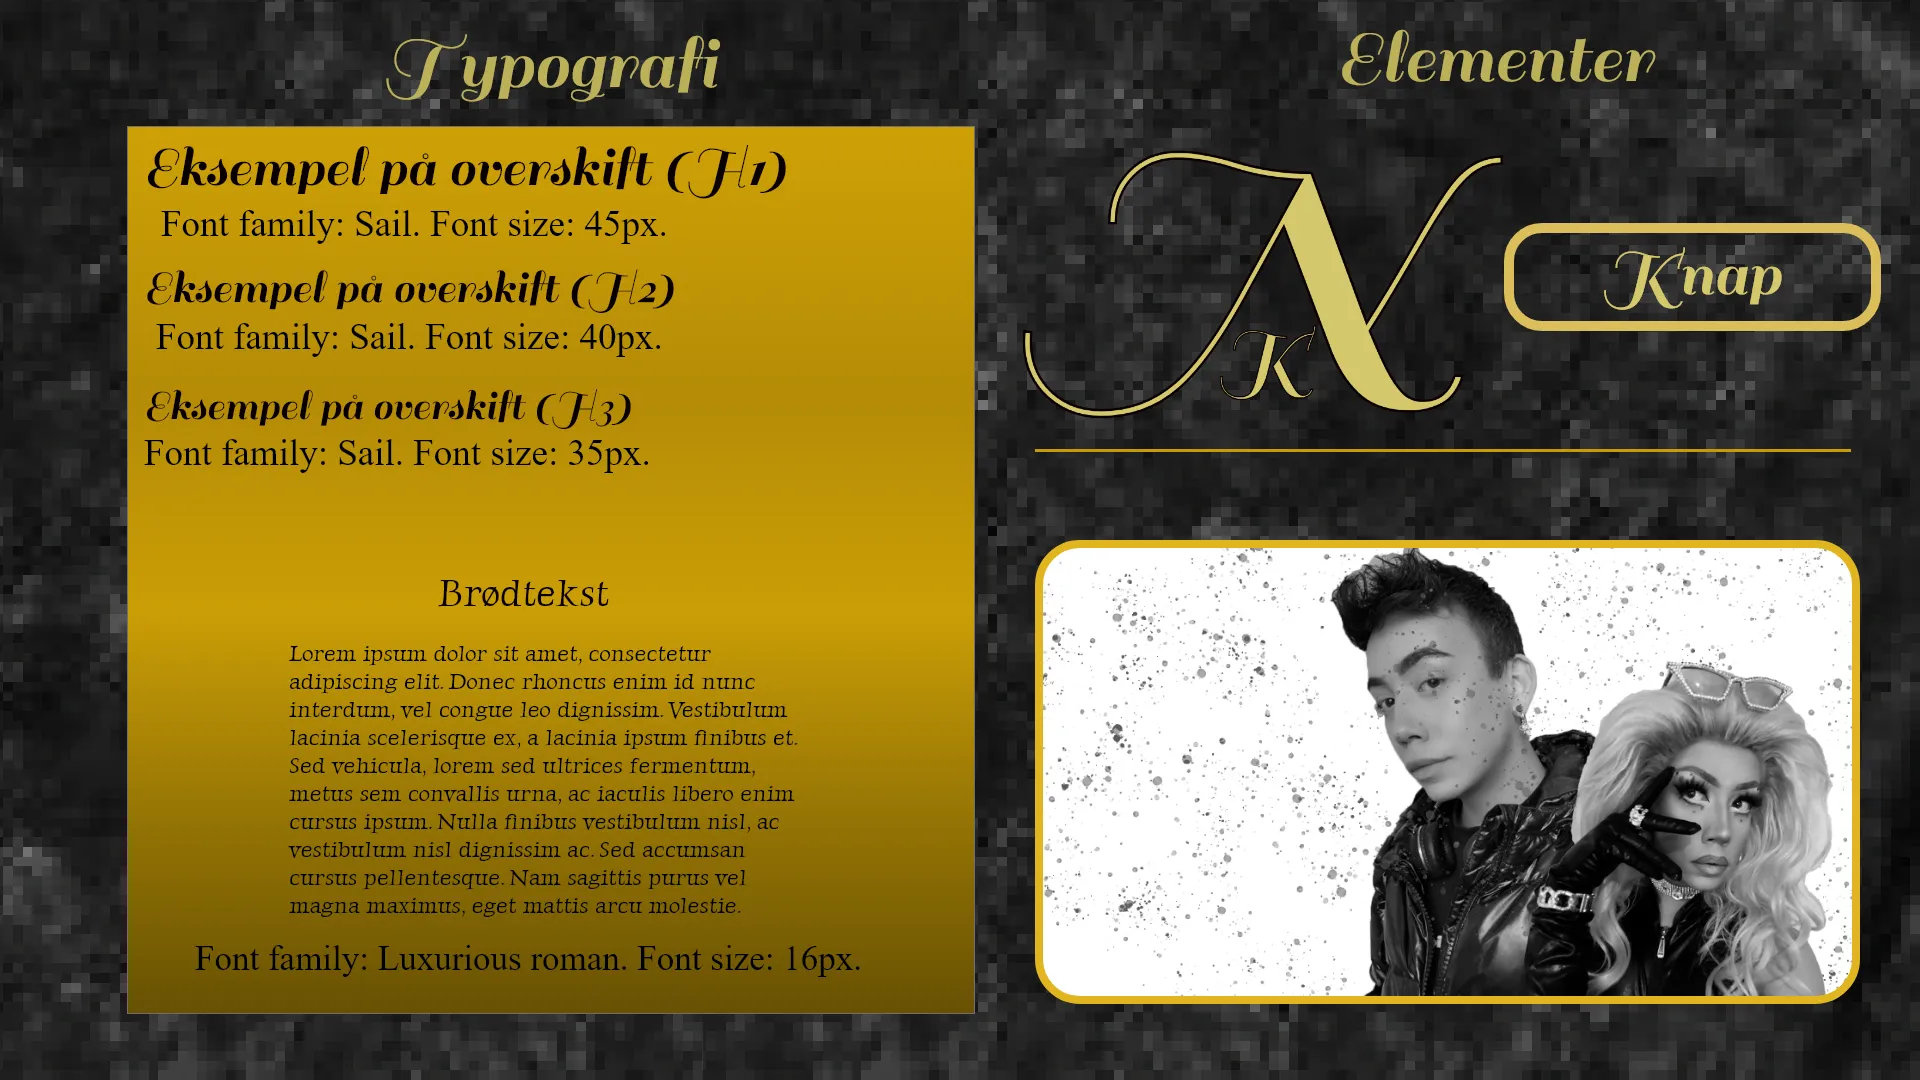 Typografi
Eksempel på overskift (H1)
Font family: Sail. Font size: 45px.
Eksempel på overskift (H2)
Font family: Sail. Font size: 40px.
Eksempel på overskift (H3)
Font family: Sail. Font size: 35px.
Brødtekst
Lorem ipsum dolor sit amet, consectetur
adipiscing elit. Donec rhoncus enim id nunc
interdum, vel congue leo dignissim. Vestibulum
lacinia scelerisque ex, a lacinia ipsum finibus et.
Sed vehicula, lorem sed ultrices fermentum,
metus sem convallis urna, ac iaculis libero enim
cursus ipsum. Nulla finibus vestibulum nisl, ac
vestibulum nisl dignissim ac. Sed accumsan
cursus pellentesque. Nam sagittis purus vel
magna maximus, eget mattis arcu molestie.
Font family: Luxurious roman. Font size: 16px.
Elementer
N
K
Knap